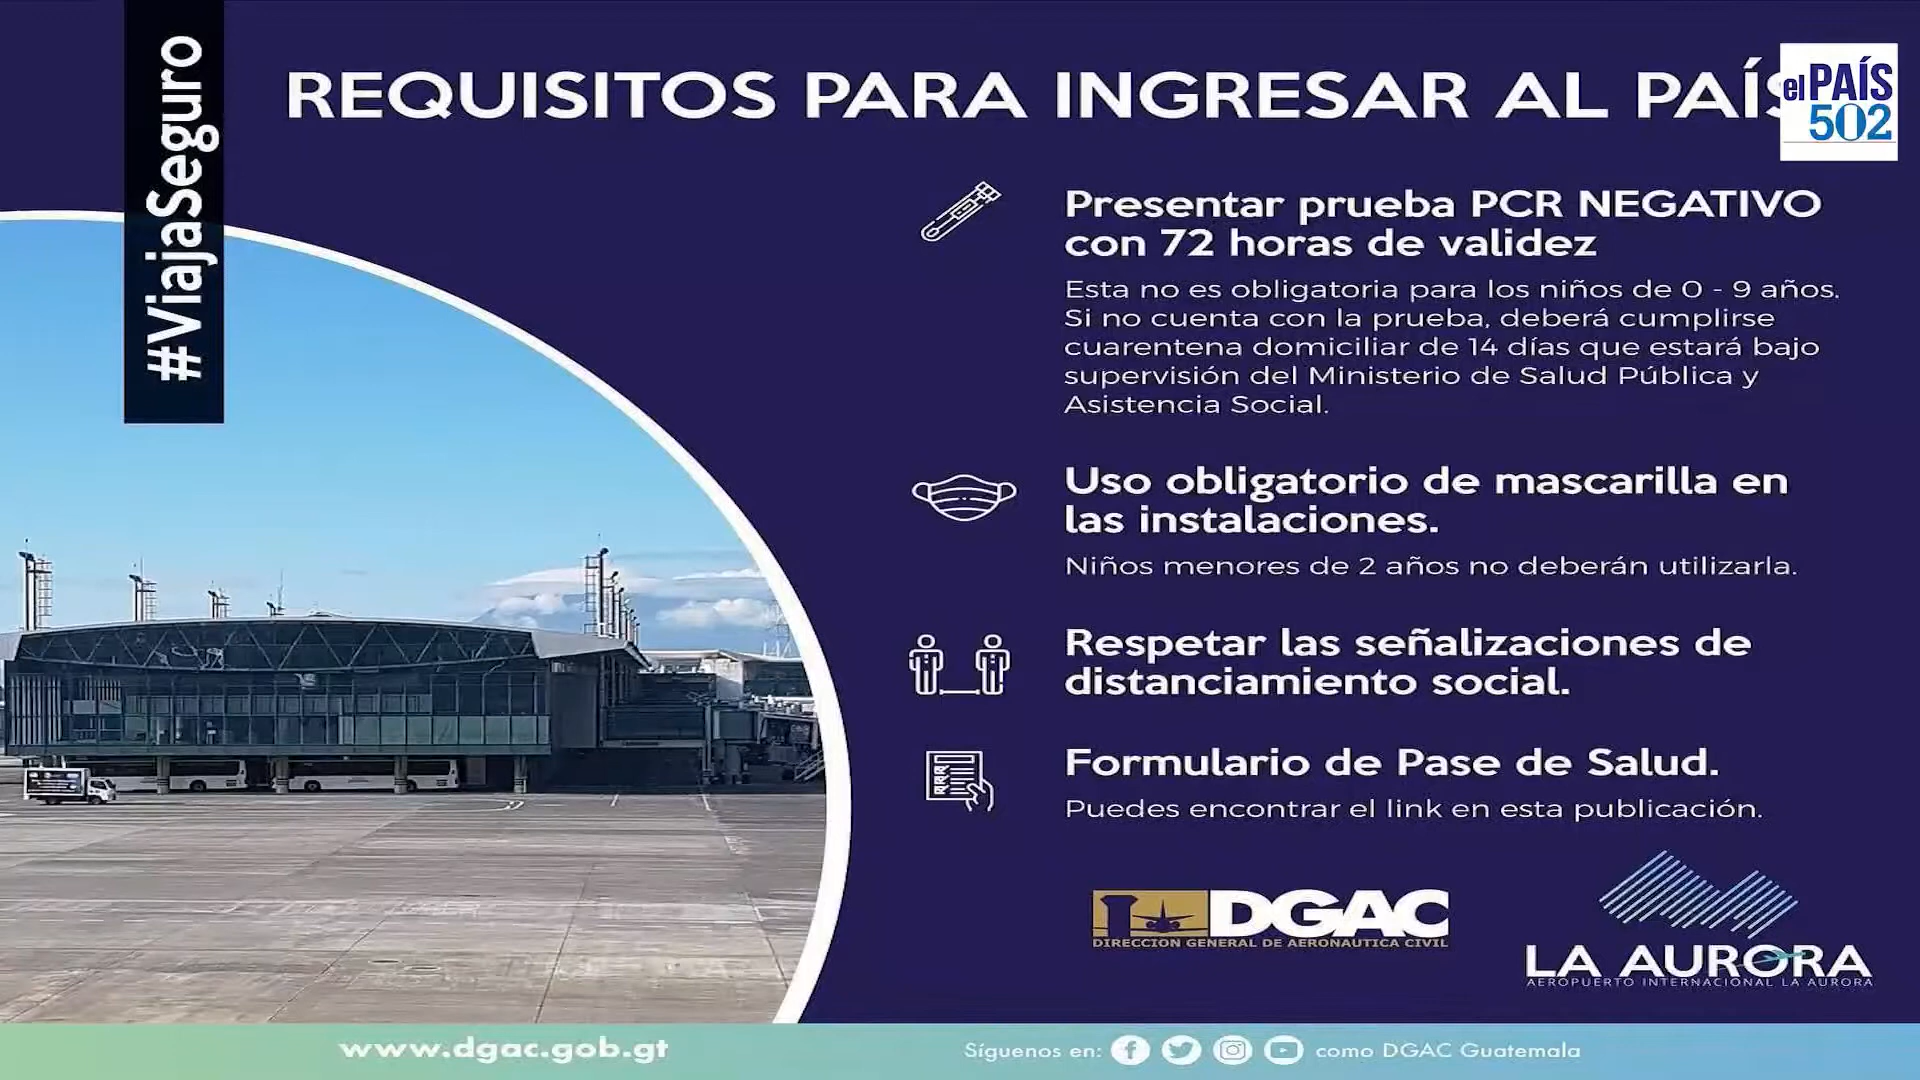 #ViajaSeguro
REQUISITOS PARA INGRESAR AL PAÍS
el PAÍS
502
Presentar prueba PCR NEGATIVO
con 72 horas de validez
Esta no es obligatoria para los niños de 0 - 9 años.
Si no cuenta con la prueba, deberá cumplirse
cuarentena domiciliar de 14 días que estará bajo
supervisión del Ministerio de Salud Pública y
Asistencia Social.
Uso obligatorio de mascarilla en
las instalaciones.
Niños menores de 2 años no deberán utilizarla.
Respetar las señalizaciones de
distanciamiento social.
Formulario de Pase de Salud.
Puedes encontrar el link en esta publicación.
DGAC
DIRECCION GENERAL DE AERONAUTICA CIVIL
LA AURORA
AEROPUERTO INTERNACIONAL LA AURORA
www.dgac.gob.gt
Síguenos en: como DGAC Guatemala